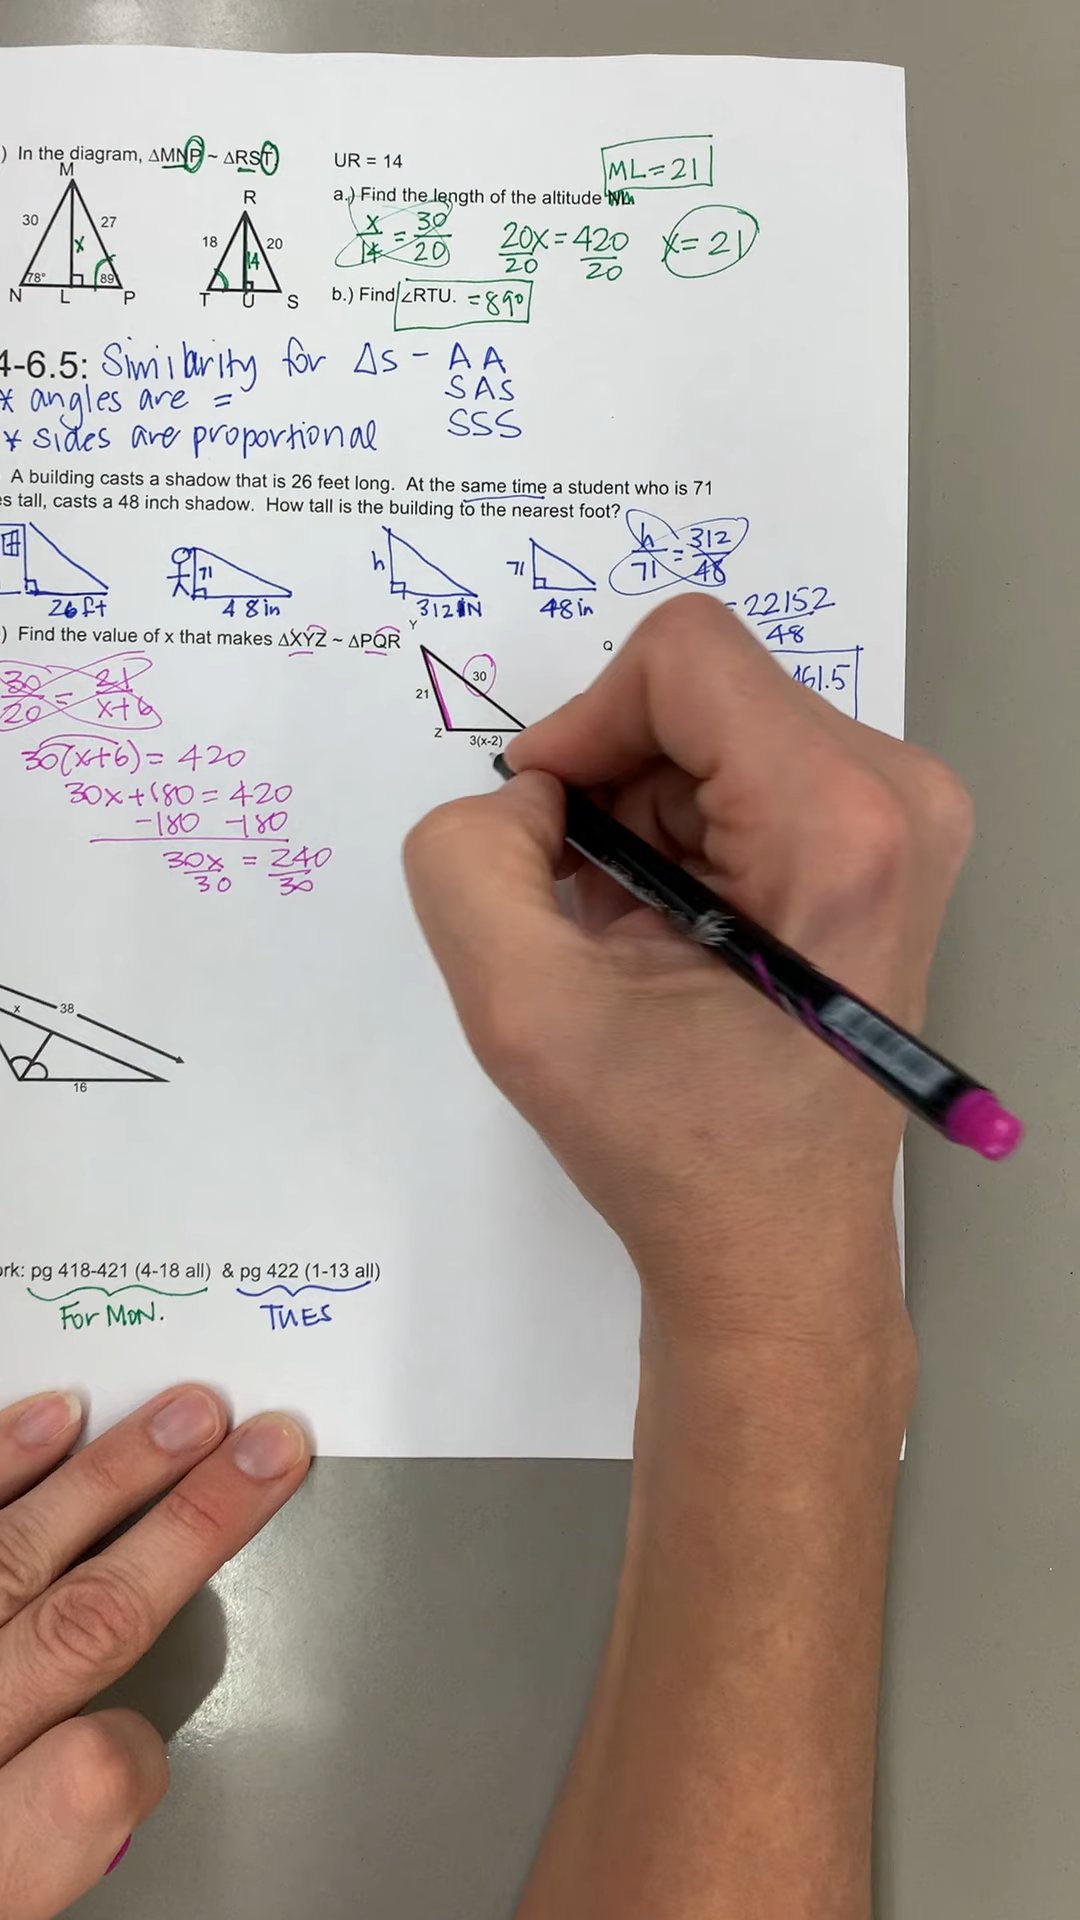 ) In the diagram, ΔMNP ~ ΔRST
UR = 14
ML=21
a.) Find the length of the altitude
x/14 = 30/20
20x/20 = 420/20
x=21
b.) Find ∠RTU. =89°
M
30
27
x
78°
89
N
L
P
R
18
20
14
T
U
S
4-6.5: Similarity for Δs - AA
SAS
SSS
* angles are =
* sides are proportional
A building casts a shadow that is 26 feet long. At the same time a student who is 71
es tall, casts a 48 inch shadow. How tall is the building to the nearest foot?
26 ft
71
48in
h
312 IN
71
48in
h/71 = 312/48
= 22152/48
461.5
) Find the value of x that makes ΔXYZ ~ ΔPQR
30/20 = 21/x+6
30(x+6) = 420
30x+180 = 420
-180 -180
30x/30 = 240/30
Y
21
30
Z
3(x-2)
Q
x
38
16
ork: pg 418-421 (4-18 all) & pg 422 (1-13 all)
For MON.
TUES